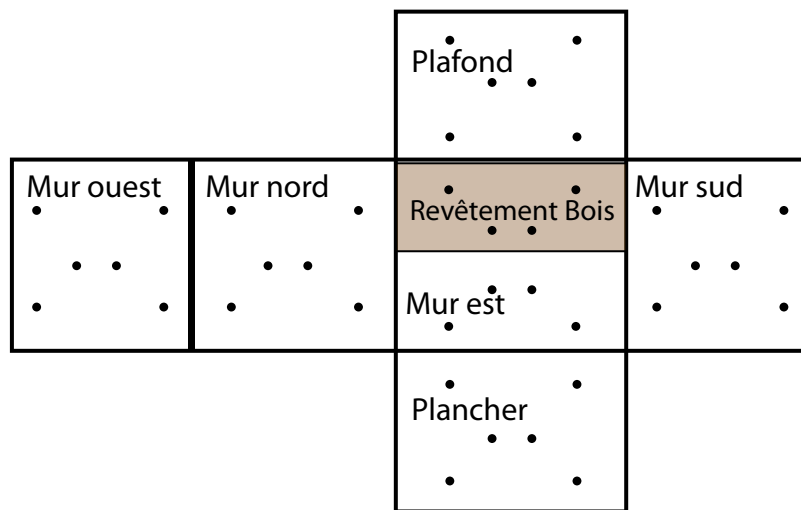 Plafond
Mur ouest
Mur nord
Revêtement Bois
Mur sud
Mur est
Plancher